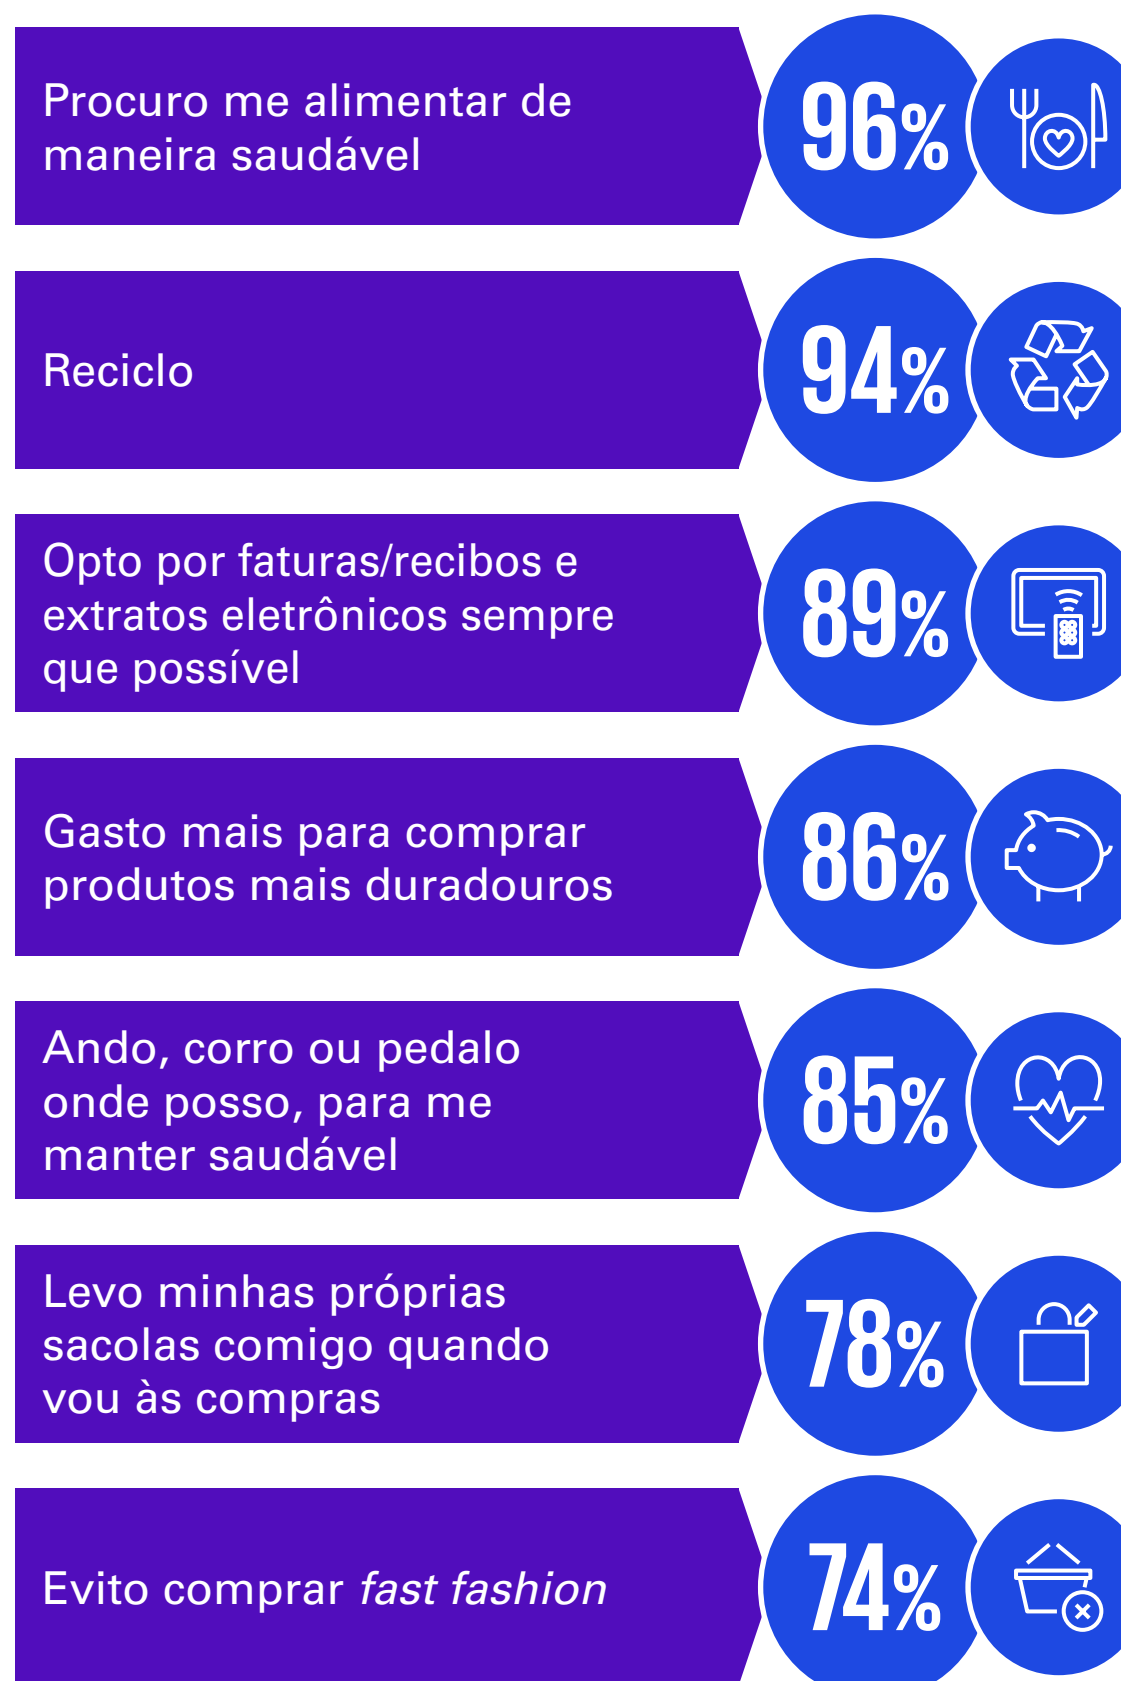 Procuro me alimentar de
maneira saudável
96%
Reciclo
94%
Opto por faturas/recibos e
extratos eletrônicos sempre
que possível
89%
Gasto mais para comprar
produtos mais duradouros
86%
Ando, corro ou pedalo
onde posso, para me
manter saudável
85%
Levo minhas próprias
sacolas comigo quando
vou às compras
78%
Evito comprar fast fashion
74%